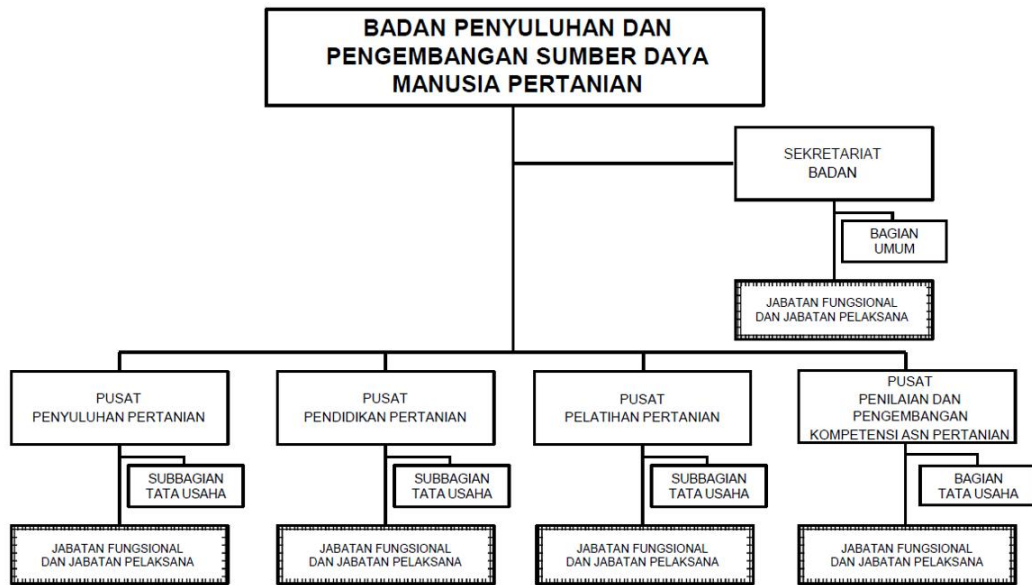 BADAN PENYULUHAN DAN
PENGEMBANGAN SUMBER DAYA
MANUSIA PERTANIAN
SEKRETARIAT
BADAN
BAGIAN
UMUM
JABATAN FUNGSIONAL
DAN JABATAN PELAKSANA
PUSAT
PENYULUHAN PERTANIAN
SUBBAGIAN
TATA USAHA
JABATAN FUNGSIONAL
DAN JABATAN PELAKSANA
PUSAT
PENDIDIKAN PERTANIAN
SUBBAGIAN
TATA USAHA
JABATAN FUNGSIONAL
DAN JABATAN PELAKSANA
PUSAT
PELATIHAN PERTANIAN
SUBBAGIAN
TATA USAHA
JABATAN FUNGSIONAL
DAN JABATAN PELAKSANA
PUSAT
PENILAIAN DAN
PENGEMBANGAN
KOMPETENSI ASN PERTANIAN
BAGIAN
TATA USAHA
JABATAN FUNGSIONAL
DAN JABATAN PELAKSANA